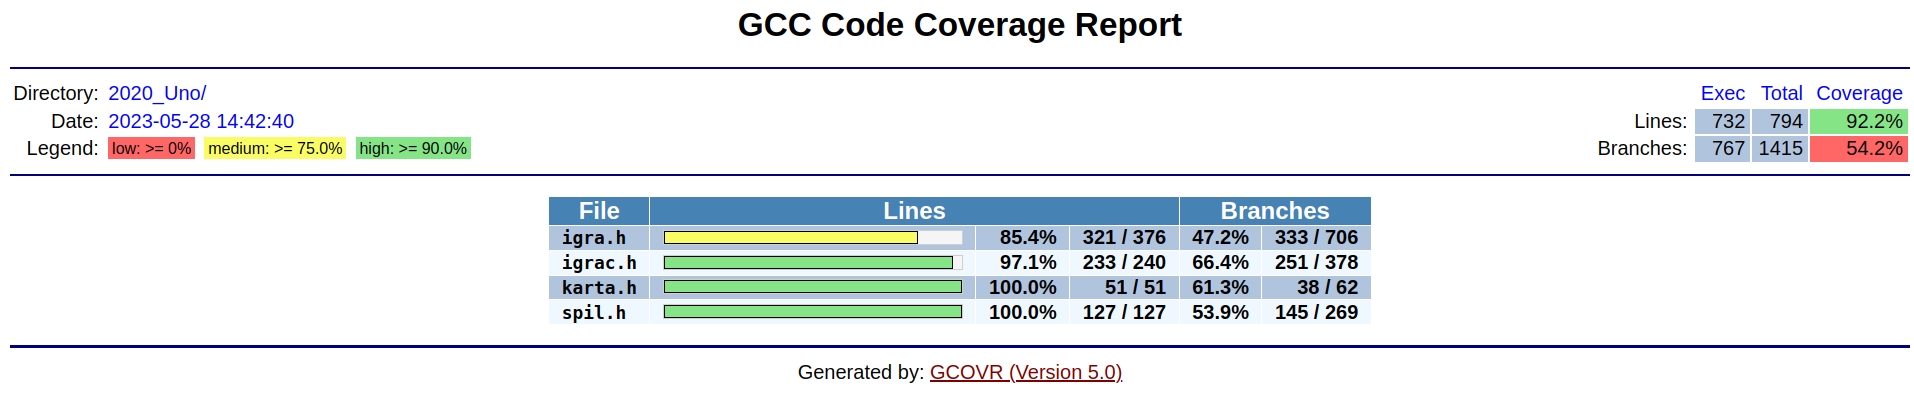 GCC Code Coverage Report
Directory: 2020_Uno/
Date: 2023-05-28 14:42:40
Legend: low: >= 0% medium: >= 75.0% high: >= 90.0%
Exec Total Coverage
Lines: 732 794 92.2%
Branches: 767 1415 54.2%
File Lines Branches
igra.h 85.4% 321 / 376 47.2% 333 / 706
igrac.h 97.1% 233 / 240 66.4% 251 / 378
karta.h 100.0% 51 / 51 61.3% 38 / 62
spil.h 100.0% 127 / 127 53.9% 145 / 269
Generated by: GCOVR (Version 5.0)